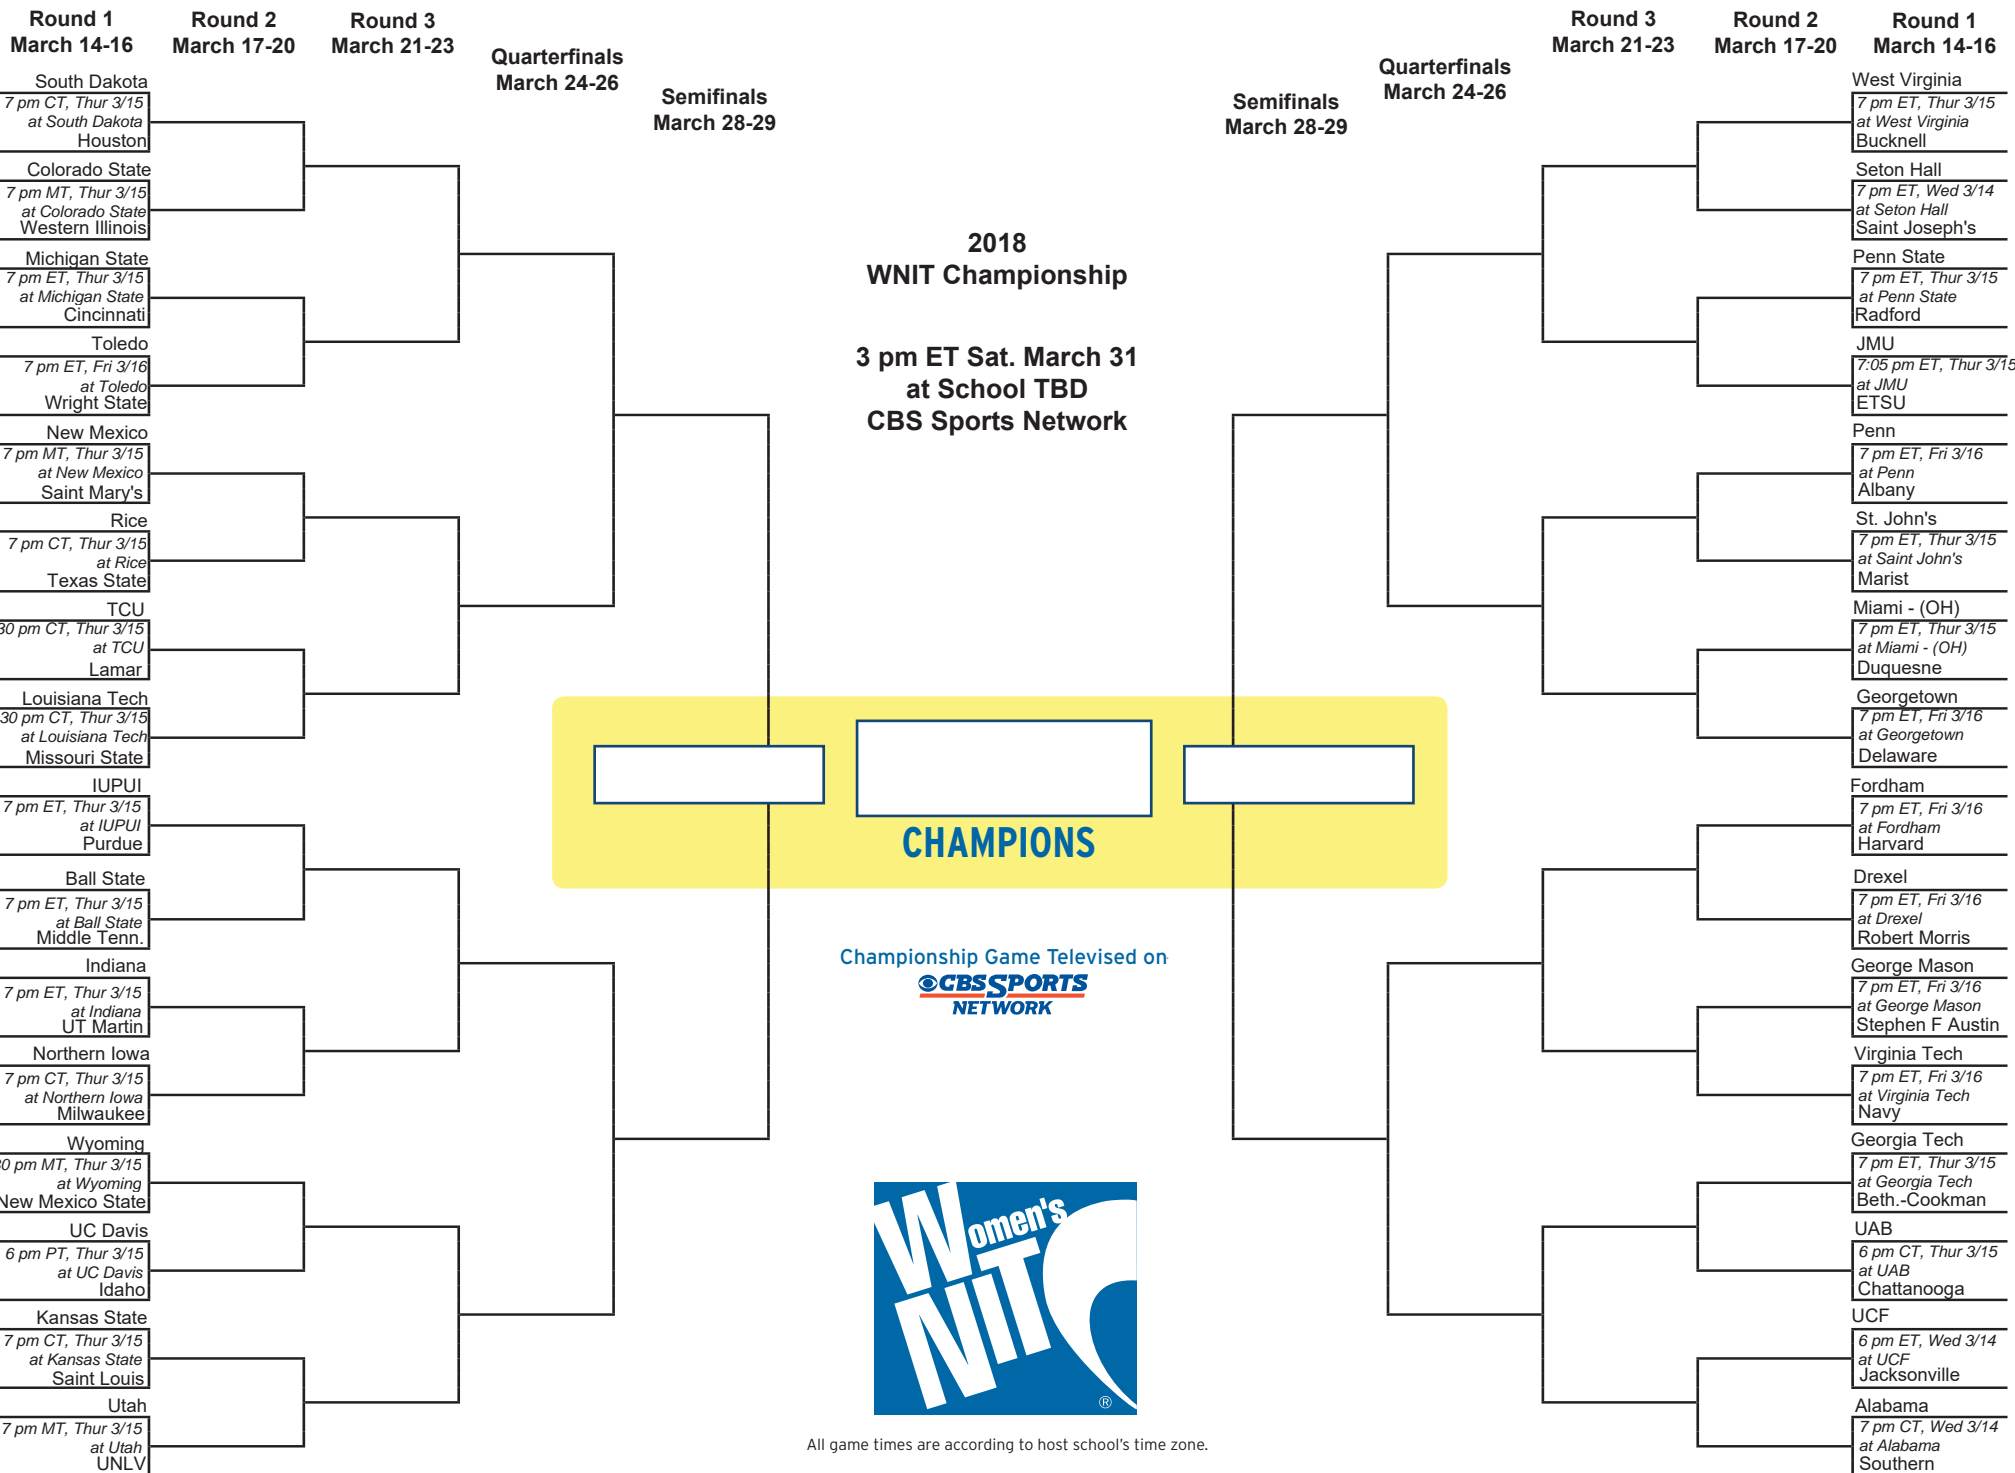 Round 1
March 14-16
Round 2
March 17-20
Round 3
March 21-23
Quarterfinals
March 24-26
Semifinals
March 28-29
South Dakota
7 pm CT, Thur 3/15
at South Dakota
Houston
Colorado State
7 pm MT, Thur 3/15
at Colorado State
Western Illinois
Michigan State
7 pm ET, Thur 3/15
at Michigan State
Cincinnati
Toledo
7 pm ET, Fri 3/16
at Toledo
Wright State
New Mexico
7 pm MT, Thur 3/15
at New Mexico
Saint Mary's
Rice
7 pm CT, Thur 3/15
at Rice
Texas State
TCU
30 pm CT, Thur 3/15
at TCU
Lamar
Louisiana Tech
30 pm CT, Thur 3/15
at Louisiana Tech
Missouri State
IUPUI
7 pm ET, Thur 3/15
at IUPUI
Purdue
Ball State
7 pm ET, Thur 3/15
at Ball State
Middle Tenn.
Indiana
7 pm ET, Thur 3/15
at Indiana
UT Martin
Northern Iowa
7 pm CT, Thur 3/15
at Northern Iowa
Milwaukee
Wyoming
30 pm MT, Thur 3/15
at Wyoming
New Mexico State
UC Davis
6 pm PT, Thur 3/15
at UC Davis
Idaho
Kansas State
7 pm CT, Thur 3/15
at Kansas State
Saint Louis
Utah
7 pm MT, Thur 3/15
at Utah
UNLV
2018
WNIT Championship
3 pm ET Sat. March 31
at School TBD
CBS Sports Network
CHAMPIONS
Championship Game Televised on
CBS SPORTS
NETWORK
Women's
NIT
®
All game times are according to host school's time zone.
Semifinals
March 28-29
Quarterfinals
March 24-26
Round 3
March 21-23
Round 2
March 17-20
Round 1
March 14-16
West Virginia
7 pm ET, Thur 3/15
at West Virginia
Bucknell
Seton Hall
7 pm ET, Wed 3/14
at Seton Hall
Saint Joseph's
Penn State
7 pm ET, Thur 3/15
at Penn State
Radford
JMU
7:05 pm ET, Thur 3/15
at JMU
ETSU
Penn
7 pm ET, Fri 3/16
at Penn
Albany
St. John's
7 pm ET, Thur 3/15
at Saint John's
Marist
Miami - (OH)
7 pm ET, Thur 3/15
at Miami - (OH)
Duquesne
Georgetown
7 pm ET, Fri 3/16
at Georgetown
Delaware
Fordham
7 pm ET, Fri 3/16
at Fordham
Harvard
Drexel
7 pm ET, Fri 3/16
at Drexel
Robert Morris
George Mason
7 pm ET, Fri 3/16
at George Mason
Stephen F Austin
Virginia Tech
7 pm ET, Fri 3/16
at Virginia Tech
Navy
Georgia Tech
7 pm ET, Thur 3/15
at Georgia Tech
Beth.-Cookman
UAB
6 pm CT, Thur 3/15
at UAB
Chattanooga
UCF
6 pm ET, Wed 3/14
at UCF
Jacksonville
Alabama
7 pm CT, Wed 3/14
at Alabama
Southern